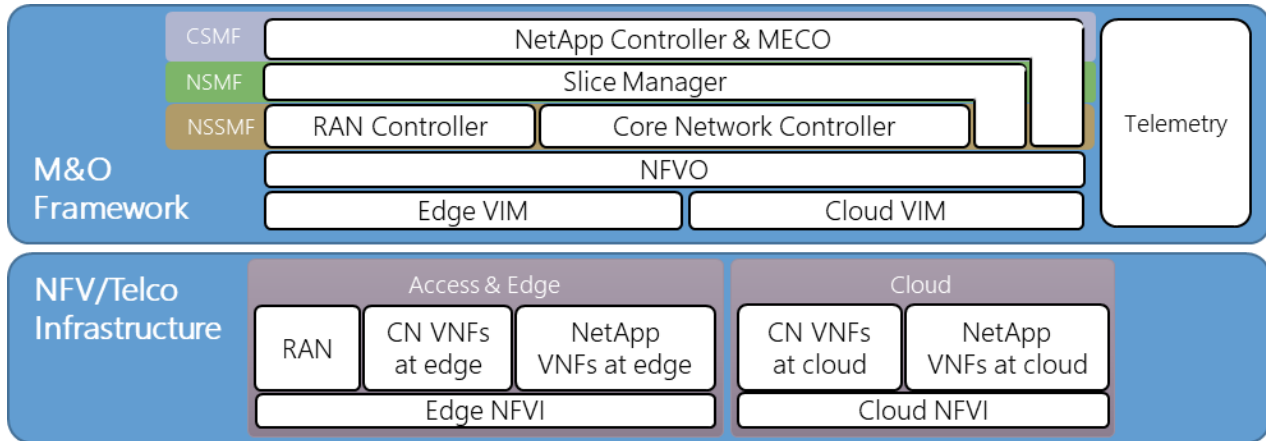 CSMF
NetApp Controller & MECO
NSMF
Slice Manager
NSSMF
RAN Controller
Core Network Controller
Telemetry
M&O
Framework
NFVO
Edge VIM
Cloud VIM
NFV/Telco
Infrastructure
Access & Edge
Cloud
RAN
CN VNFs
at edge
NetApp
VNFs at edge
CN VNFs
at cloud
NetApp
VNFs at cloud
Edge NFVI
Cloud NFVI